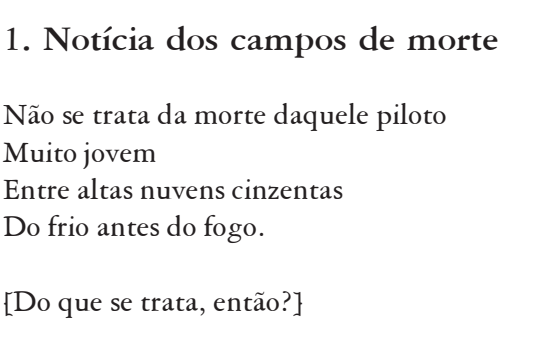 1. Notícia dos campos de morte
Não se trata da morte daquele piloto
Muito jovem
Entre altas nuvens cinzentas
Do frio antes do fogo.
{Do que se trata, então?}